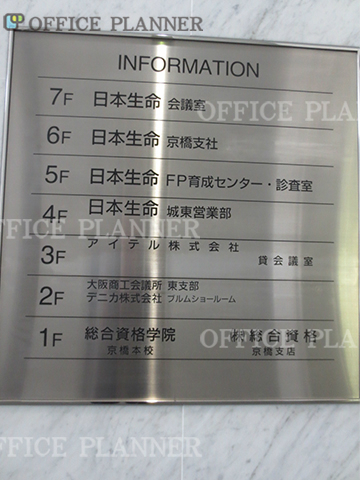 OFFICE PLANNER
INFORMATION
7F 日本生命 会議室
OFFICE PLANNER
6F 日本生命 京橋支社
5F 日本生命 FP育成センター・診査室
4F 日本生命 城東営業部
OFFICE PLANNER
3F アイテル株式会社
貸会議室
2F 大阪商工会議所 東支部
デニカ株式会社 プルムショールーム
1F 総合資格学院 ㈱総合資格
京橋本校 京橋支店
OFFICE PLANNER
OFFICE PLANNER